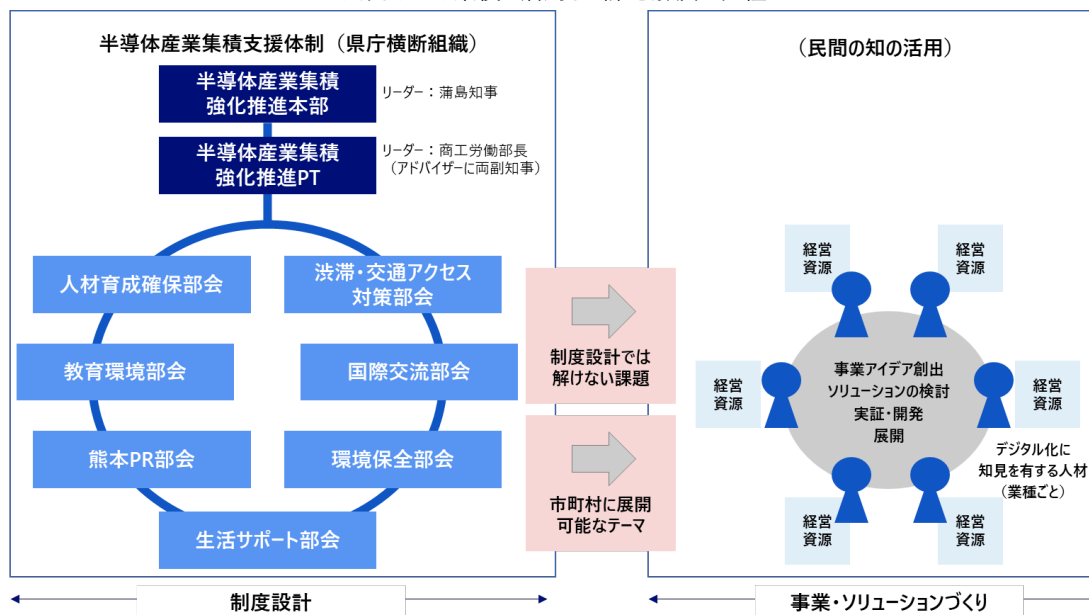 半導体産業集積支援体制（県庁横断組織）
半導体産業集積
強化推進本部
リーダー：蒲島知事
半導体産業集積
強化推進PT
リーダー：商工労働部長
（アドバイザーに両副知事）
人材育成確保部会
渋滞・交通アクセス
対策部会
教育環境部会
国際交流部会
熊本PR部会
環境保全部会
生活サポート部会
制度設計
制度設計では
解けない課題
市町村に展開
可能なテーマ
（民間の知の活用）
経営
資源
経営
資源
経営
資源
経営
資源
経営
資源
経営
資源
事業アイデア創出
ソリューションの検討
実証・開発
展開
デジタル化に
知見を有する人材
（業種ごと）
事業・ソリューションづくり